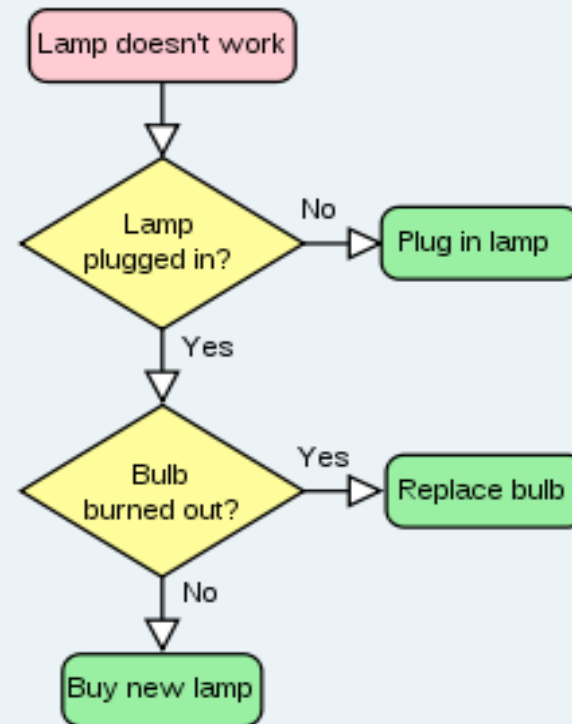 Lamp doesn't work
Lamp
plugged in?
No
Plug in lamp
Yes
Bulb
burned out?
Yes
Replace bulb
No
Buy new lamp